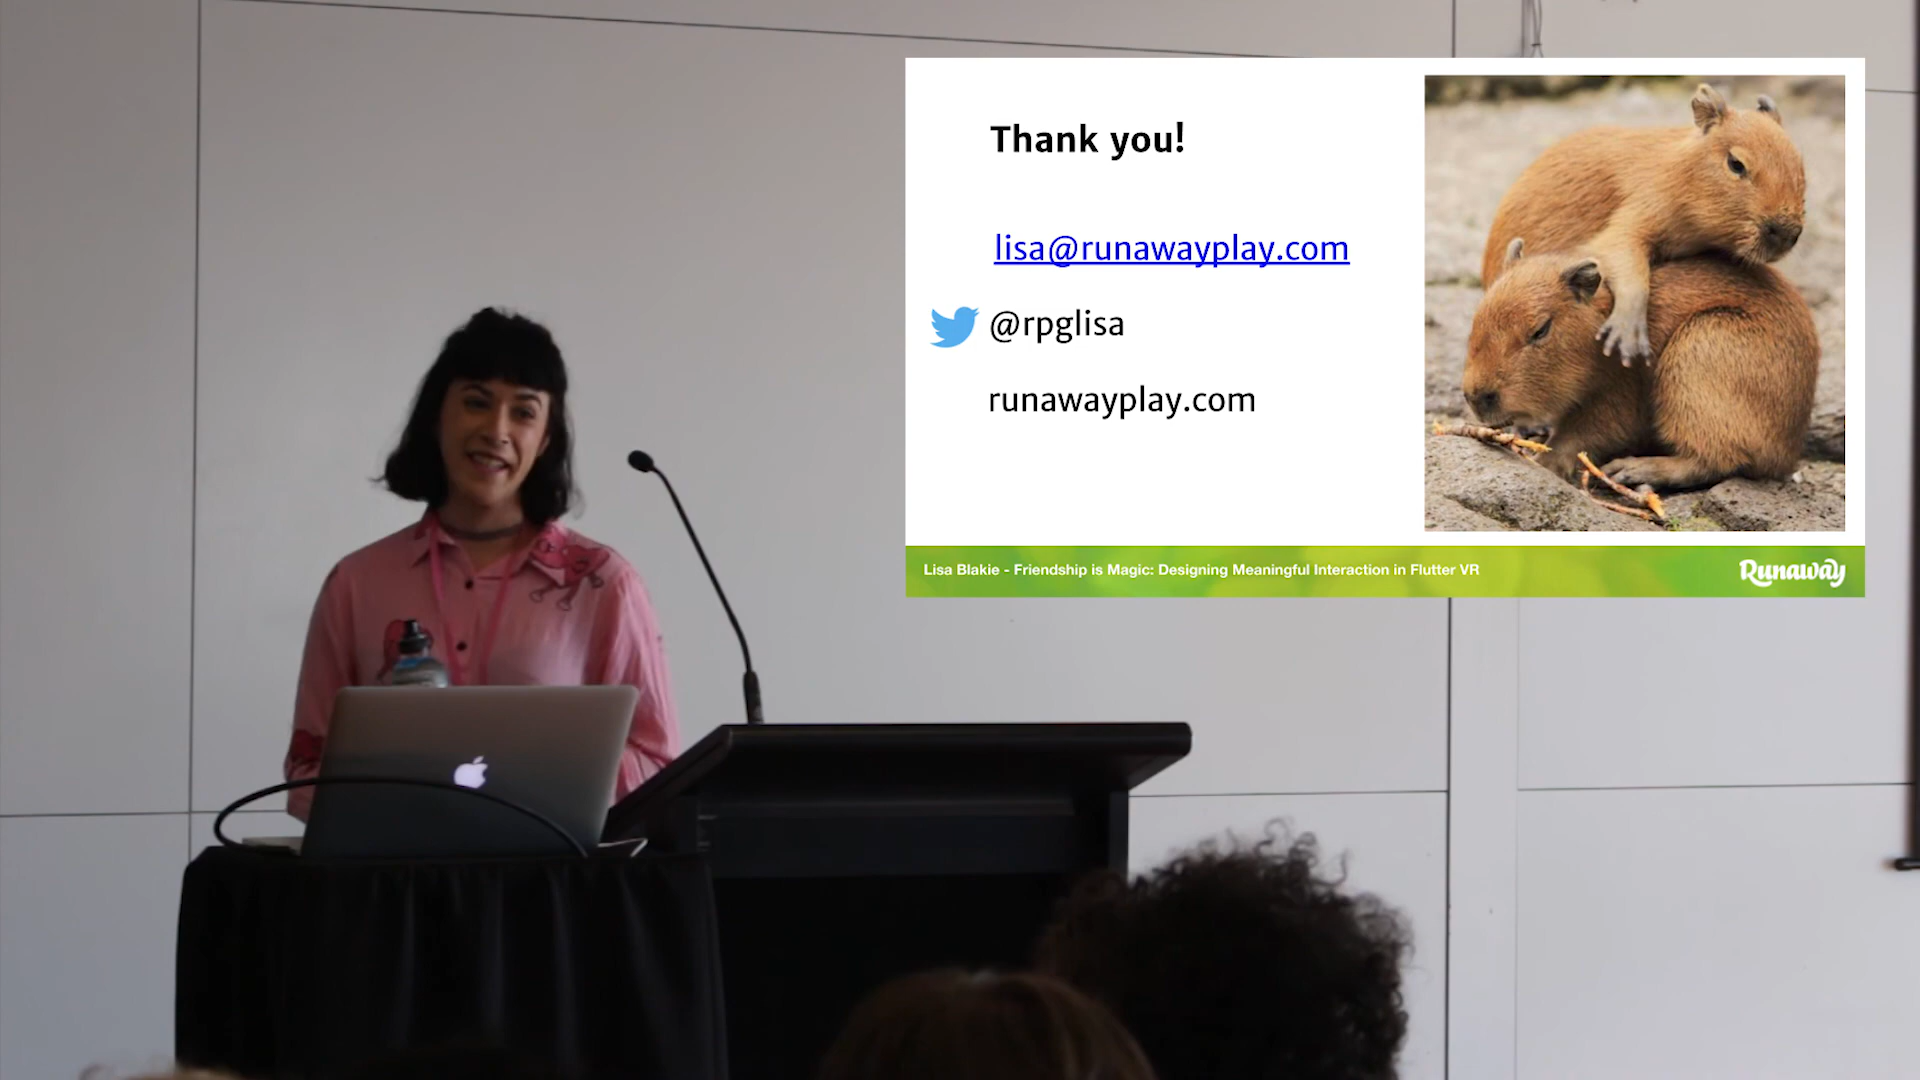 Thank you!
lisa@runawayplay.com
@rpglisa
runawayplay.com
Lisa Blakie - Friendship is Magic: Designing Meaningful Interaction in Flutter VR
Runaway